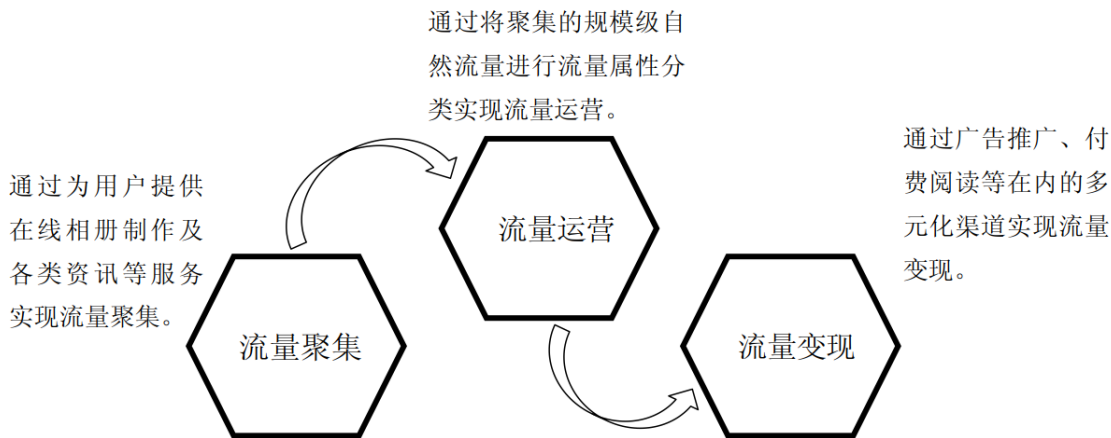 通过将聚集的规模级自
然流量进行流量属性分
类实现流量运营。
通过为用户提供
在线相册制作及
各类资讯等服务
实现流量聚集。
流量聚集
流量运营
流量变现
通过广告推广、付
费阅读等在内的多
元化渠道实现流量
变现。